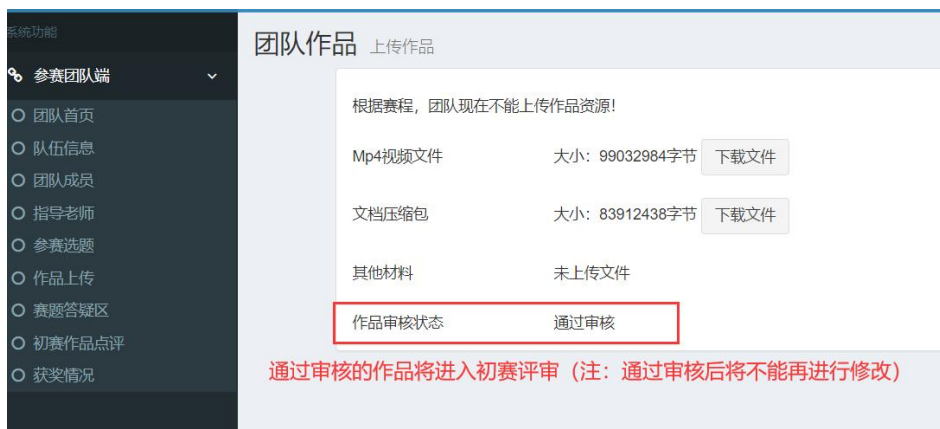 系统功能
参赛团队端
团队首页
队伍信息
团队成员
指导老师
参赛选题
作品上传
赛题答疑区
初赛作品点评
获奖情况
团队作品 上传作品
根据赛程，团队现在不能上传作品资源！
Mp4视频文件 大小：99032984字节 下载文件
文档压缩包 大小：83912438字节 下载文件
其他材料 未上传文件
作品审核状态 通过审核
通过审核的作品将进入初赛评审（注：通过审核后将不能再进行修改）